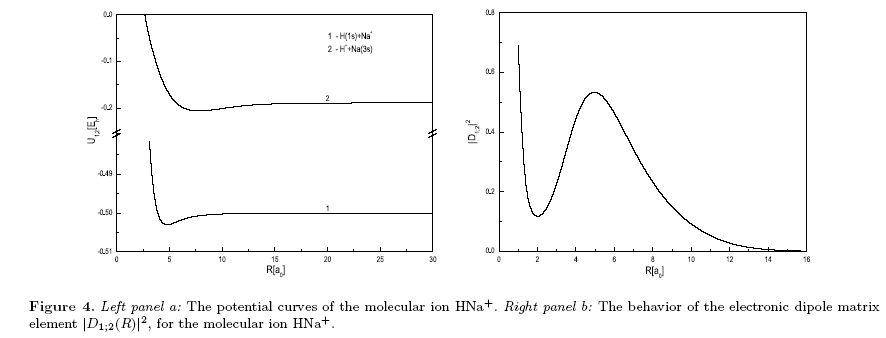 0.0
-0.1
-0.2
-0.49
-0.50
-0.51
U₁,₂[Eₕ]
0 5 10 15 20 25 30
R[a₀]
1 - H(1s)+Na⁺
2 - H⁺+Na(3s)
2
1
0.8
0.6
0.4
0.2
0.0
|D₁,₂|²
0 2 4 6 8 10 12 14 16
R[a₀]
Figure 4. Left panel a: The potential curves of the molecular ion HNa⁺. Right panel b: The behavior of the electronic dipole matrix
element |D₁;₂(R)|², for the molecular ion HNa⁺.